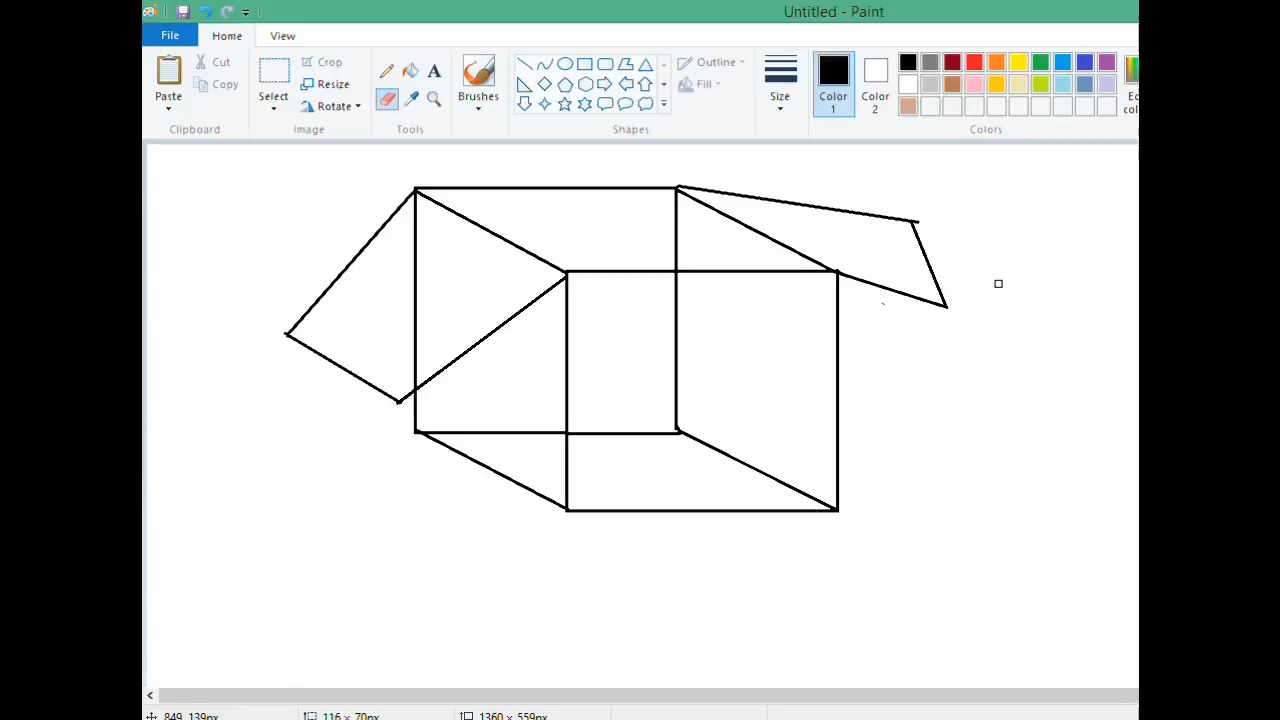 Untitled - Paint
File Home View
Cut
Crop
Outline
Copy
Resize
Fill
Paste Select Rotate Brushes Size Color 1 Color 2
Clipboard Image Tools Shapes Colors
849, 139px 116 × 70px 1360 × 559px